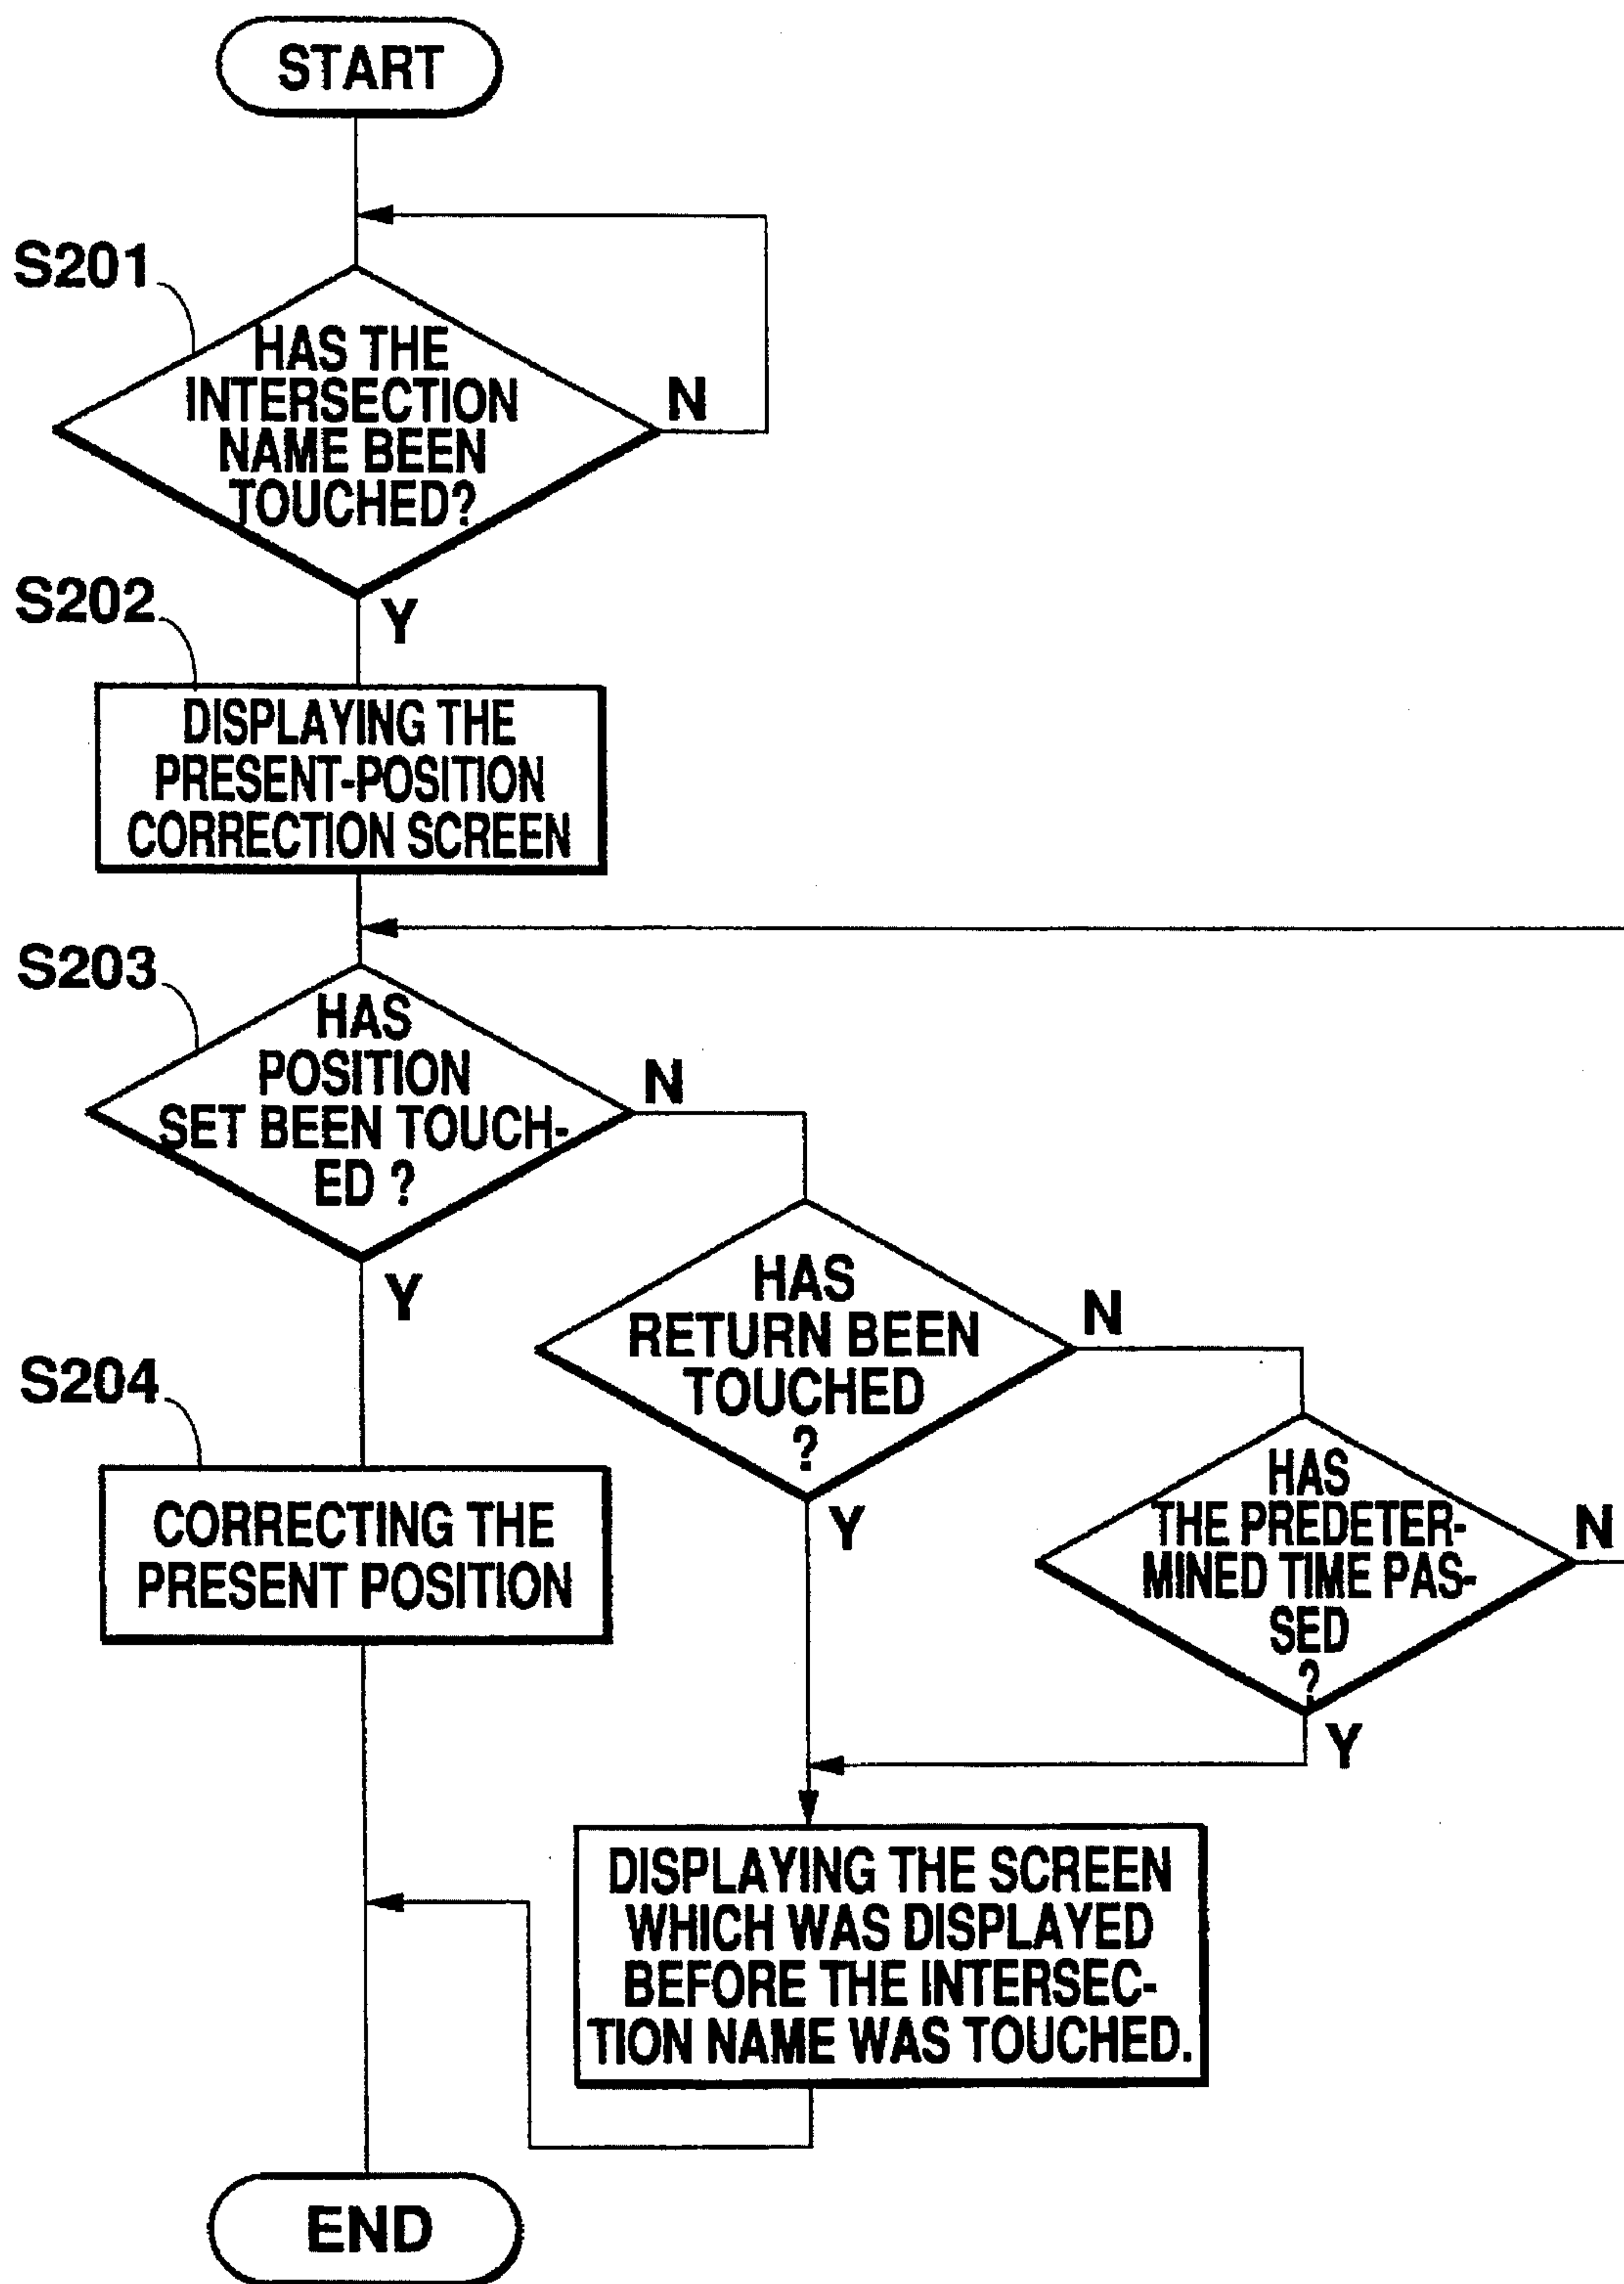 START
S201
HAS THE
INTERSECTION
NAME BEEN
TOUCHED?
N
S202
Y
DISPLAYING THE
PRESENT-POSITION
CORRECTION SCREEN
S203
HAS
POSITION
SET BEEN TOUCH-
ED ?
N
Y
HAS
RETURN BEEN
TOUCHED
?
N
Y
S204
CORRECTING THE
PRESENT POSITION
HAS
THE PREDETER-
MINED TIME PAS-
SED
?
N
Y
DISPLAYING THE SCREEN
WHICH WAS DISPLAYED
BEFORE THE INTERSEC-
TION NAME WAS TOUCHED.
END